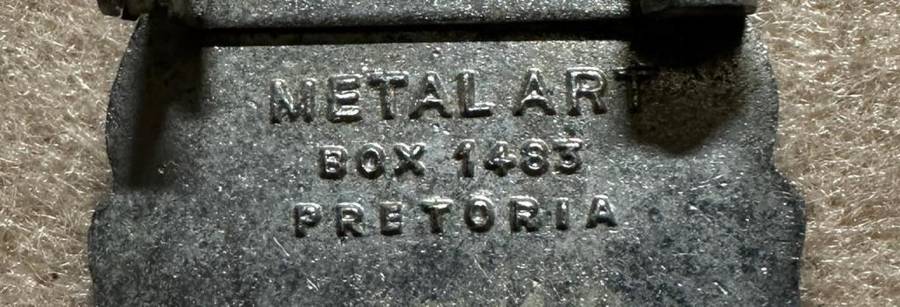 METAL ART
BOX 1483
PRETORIA